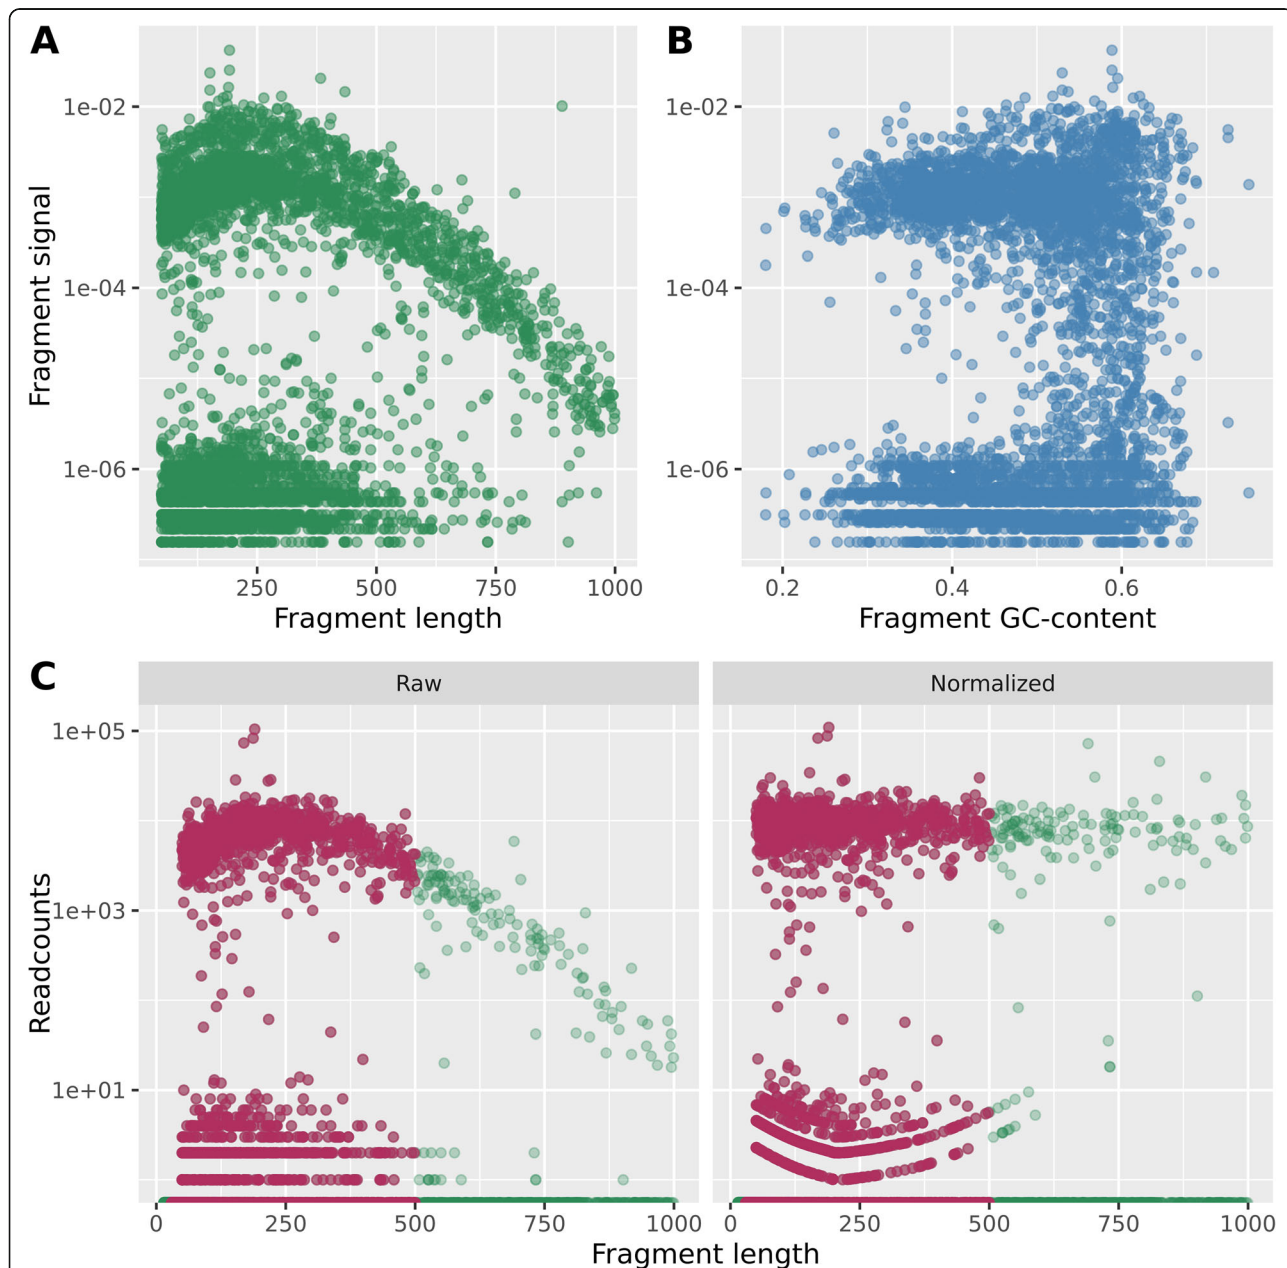 A
B
1e-02
1e-04
1e-06
Fragment signal
250 500 750 1000
Fragment length
1e-02
1e-04
1e-06
0.2 0.4 0.6
Fragment GC-content
C
Raw Normalized
1e+05
1e+03
1e+01
Readcounts
0 250 500 750 1000 0 250 500 750 1000
Fragment length